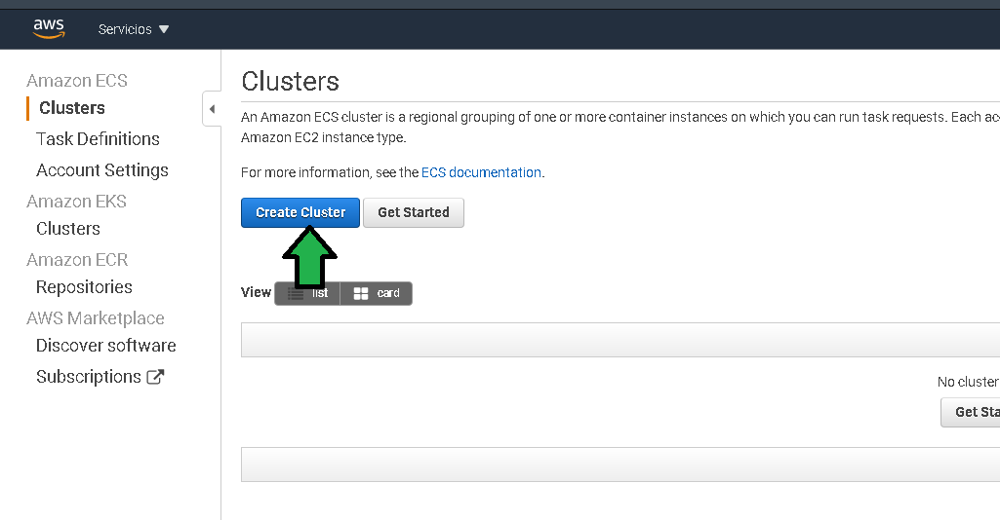 aws
Servicios
Amazon ECS
Clusters
Task Definitions
Account Settings
Amazon EKS
Clusters
Amazon ECR
Repositories
AWS Marketplace
Discover software
Subscriptions
Clusters
An Amazon ECS cluster is a regional grouping of one or more container instances on which you can run task requests. Each
Amazon EC2 instance type.
For more information, see the ECS documentation.
Create Cluster Get Started
View list card
No cluster
Get